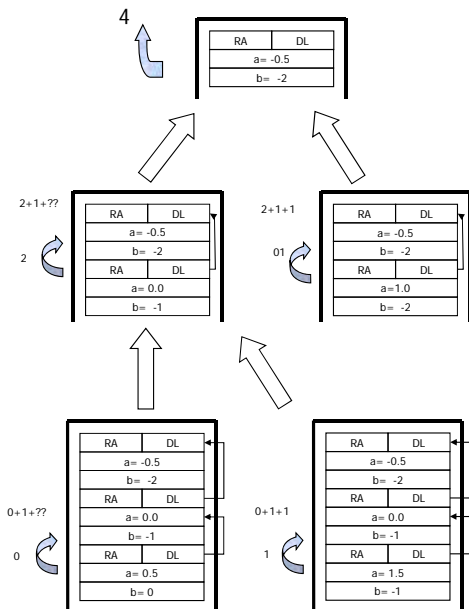 4
RA DL
a= -0.5
b= -2
2+1+??
2
RA DL
a= -0.5
b= -2
RA DL
a= 0.0
b= -1
2+1+1
01
RA DL
a= -0.5
b= -2
RA DL
a=1.0
b= -2
0+1+??
0
RA DL
a= -0.5
b= -2
RA DL
a= 0.0
b= -1
RA DL
a= 0.5
b= 0
0+1+1
1
RA DL
a= -0.5
b= -2
RA DL
a= 0.0
b= -1
RA DL
a= 1.5
b= -1